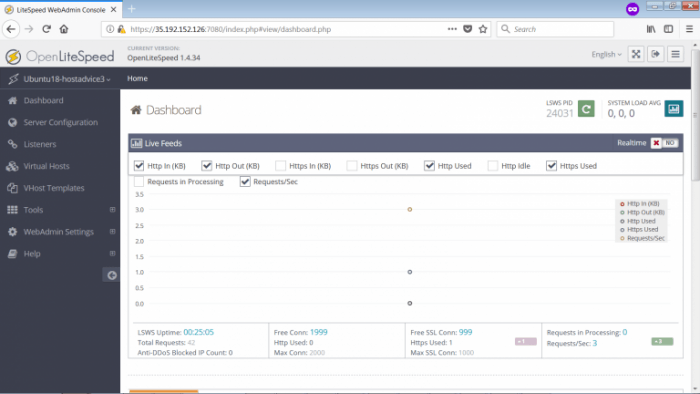 LiteSpeed WebAdmin Console
https://35.192.152.126:7080/index.php#view/dashboard.php
Search
OpenLiteSpeed
CURRENT VERSION:
OpenLiteSpeed 1.4.34
English
Ubuntu18-hostadvice3
Home
Dashboard
Server Configuration
Listeners
Virtual Hosts
VHost Templates
Tools
WebAdmin Settings
Help
Dashboard
LSWS PID
24031
SYSTEM LOAD AVG
0, 0, 0
Live Feeds
Realtime
NO
Http In (KB) Http Out (KB) Https In (KB) Https Out (KB) Http Used Http Idle Https Used
Requests in Processing Requests/Sec
3.5
3.0
2.5
2.0
1.5
1.0
0.5
0.0
Http In (KB)
Http Out (KB)
Http Used
Https Used
Requests/Sec
LSWS Uptime: 00:25:05
Total Requests: 42
Anti-DDoS Blocked IP Count: 0
Free Conn: 1999
Http Used: 0
Max Conn: 2000
Free SSL Conn: 999
Https Used: 1
Max SSL Conn: 1000
Requests in Processing: 0
Requests/Sec: 3